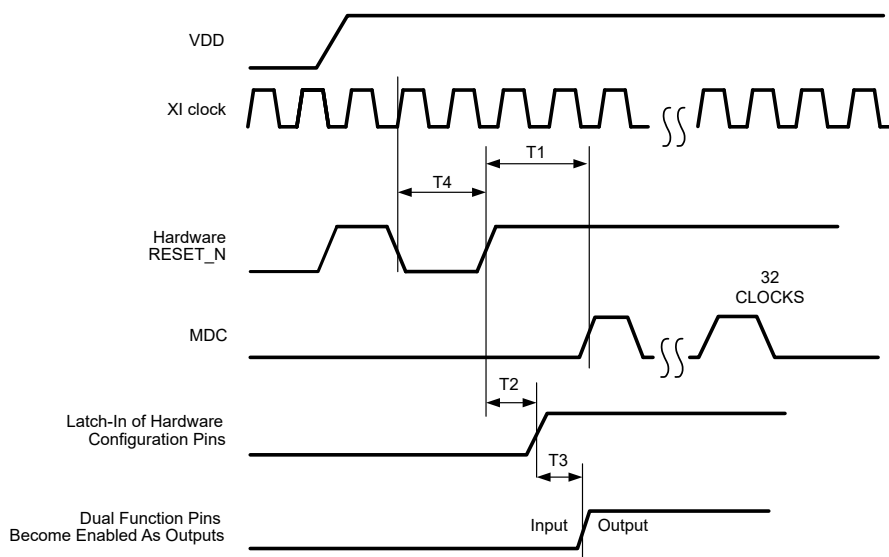 VDD
XI clock
T1
T4
Hardware
RESET_N
32
CLOCKS
MDC
T2
Latch-In of Hardware
Configuration Pins
T3
Dual Function Pins
Become Enabled As Outputs
Input
Output